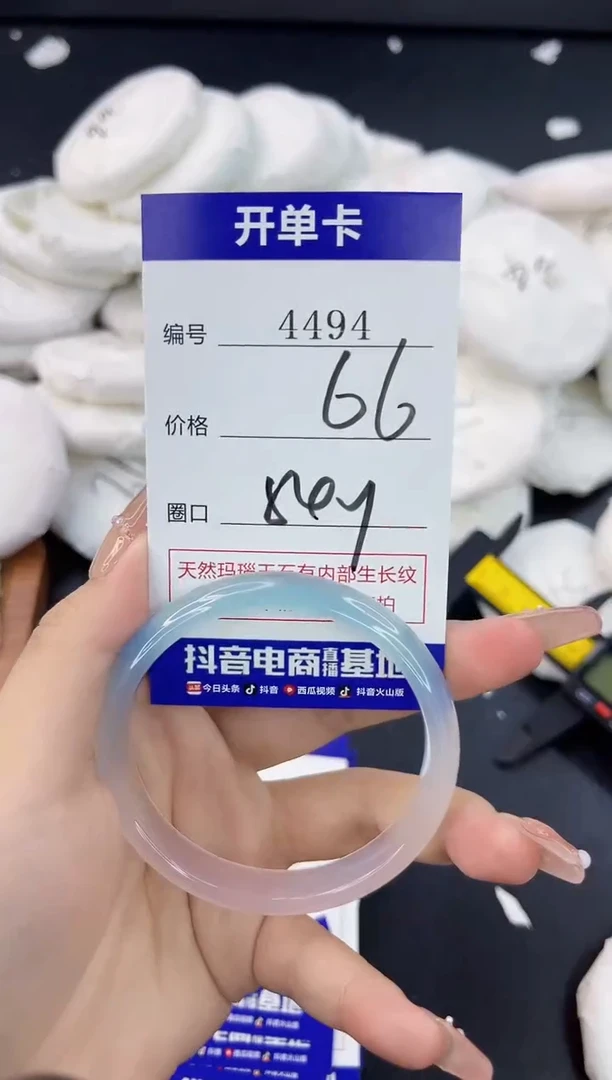 开单卡
编号 4494
价格 66
圈口
天然玛瑙玉石有内部生长纹
拍
抖音电商直播基地
今日头条 抖音 西瓜视频 抖音火山版